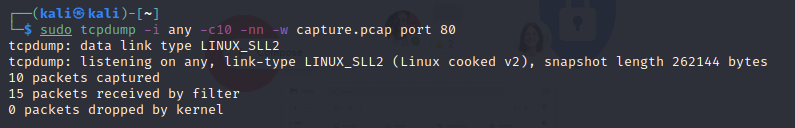 ┌──(kali㉿kali)-[~]
└─$ sudo tcpdump -i any -c10 -nn -w capture.pcap port 80
tcpdump: data link type LINUX_SLL2
tcpdump: listening on any, link-type LINUX_SLL2 (Linux cooked v2), snapshot length 262144 bytes
10 packets captured
15 packets received by filter
0 packets dropped by kernel